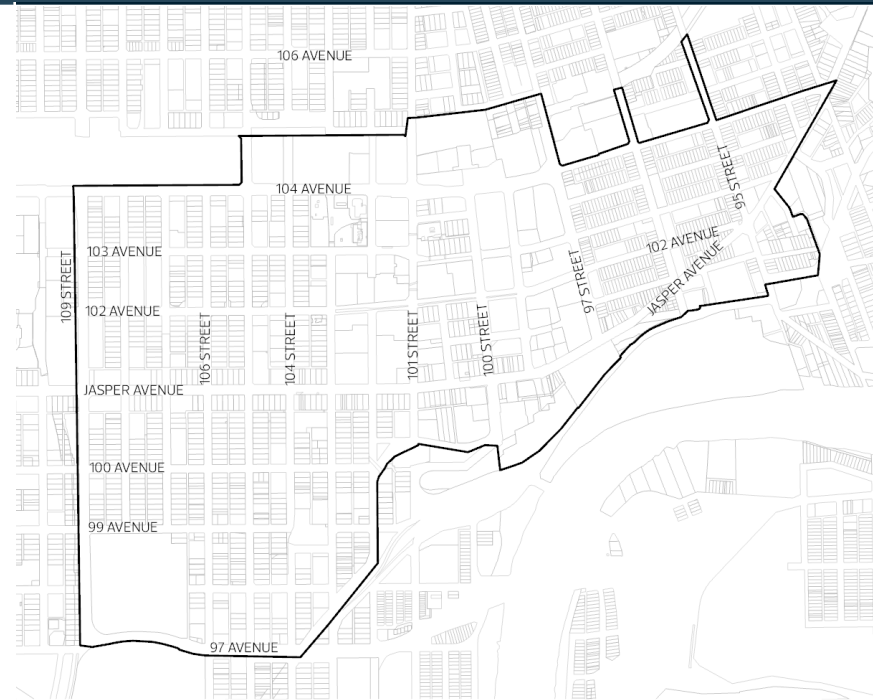 106 AVENUE
104 AVENUE
95 STREET
102 AVENUE
103 AVENUE
109 STREET
97 STREET
JASPER AVENUE
102 AVENUE
106 STREET
104 STREET
101 STREET
100 STREET
JASPER AVENUE
100 AVENUE
99 AVENUE
97 AVENUE